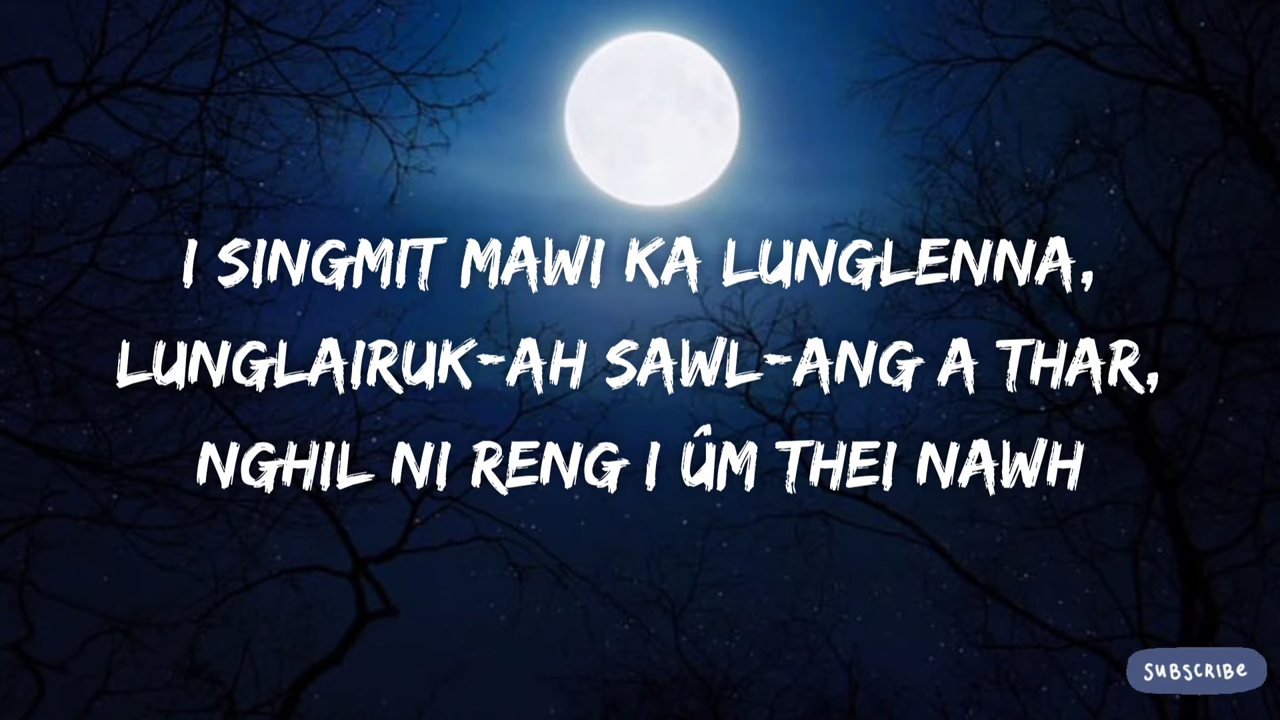 I SINGMIT MAWI KA LUNGLENNA,
LUNGLAIRUK-AH SAWL-ANG A THAR,
NGHIL NI RENG I ÛM THEI NAWH
SUBSCRIBE